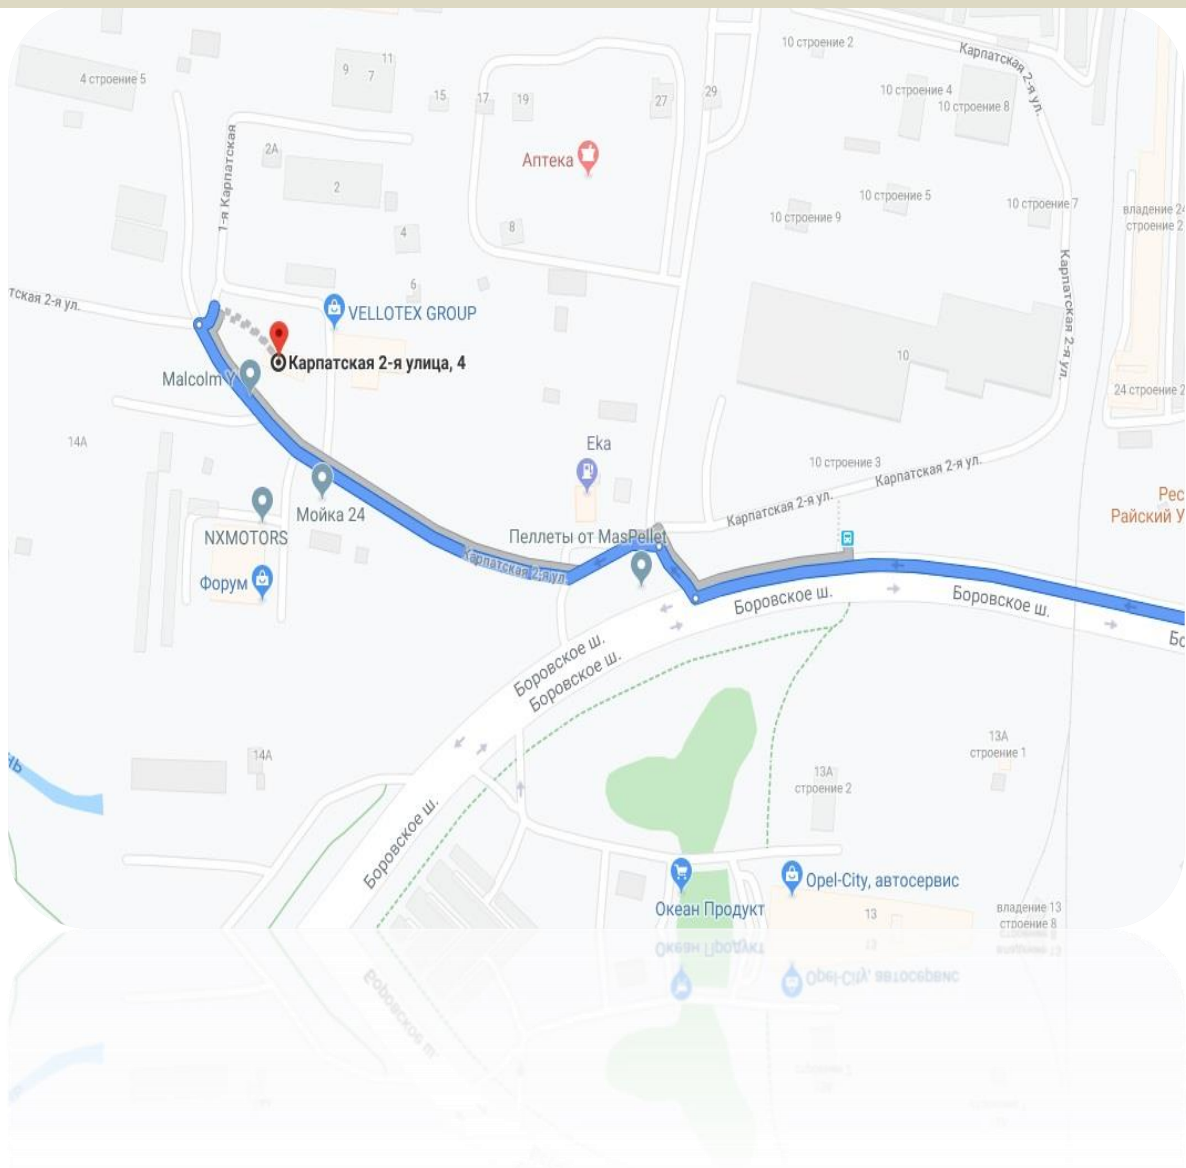 10 строение 2
Карпатская 2-я ул.
11
9
7
4 строение 5
15
17
19
27
29
10 строение 4
10 строение 8
1-я Карпатская
2А
Аптека
2
10 строение 5
10 строение 7
владение 24
строение 2
10 строение 9
4
8
Карпатская 2-я ул.
6
тская 2-я ул.
VELLOTEX GROUP
Карпатская 2-я улица, 4
10
Malcolm Y
24 строение 2
14А
Eka
10 строение 3
Карпатская 2-я ул.
Карпатская 2-я ул.
Рес
Райский У
Мойка 24
NXMOTORS
Пеллеты от MasPellet
Карпатская 2-я ул.
Форум
Боровское ш.
Боровское ш.
Бо
Боровское ш.
Боровское ш.
14А
13А
строение 1
13А
строение 2
Боровское ш.
Opel-City, автосервис
Океан Продукт
13
владение 13
строение 8